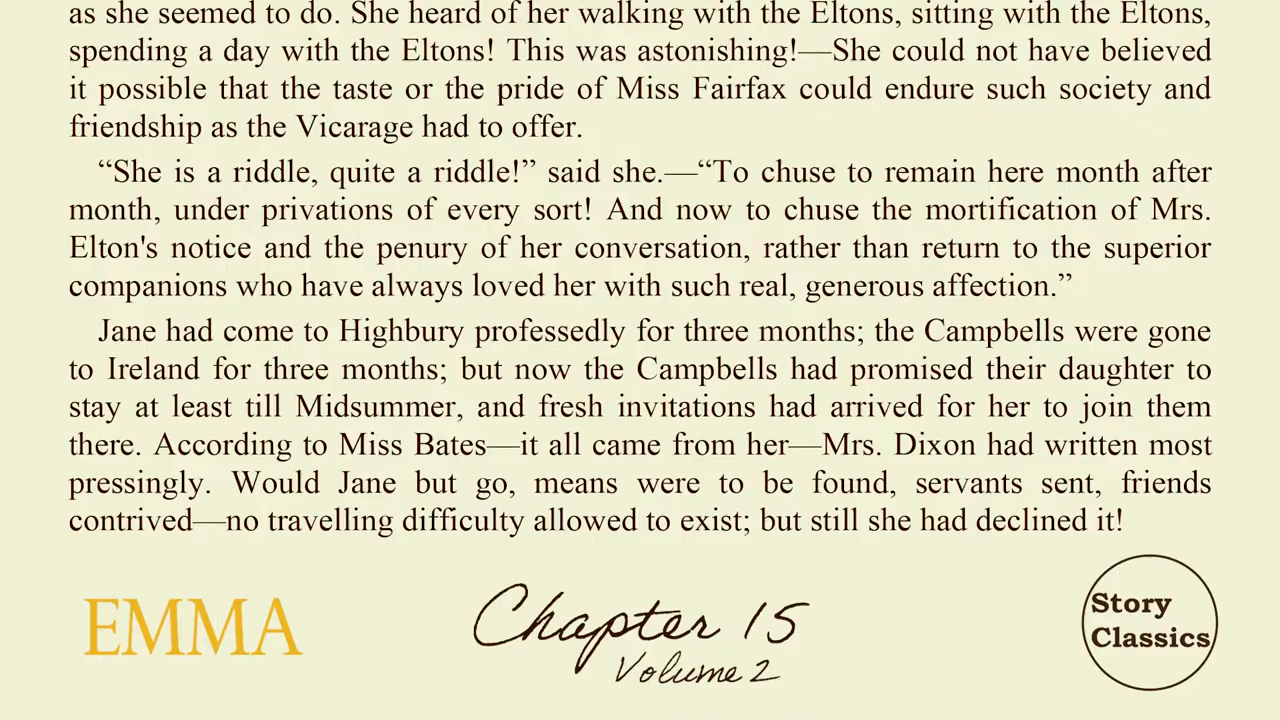 as she seemed to do. She heard of her walking with the Eltons, sitting with the Eltons,
spending a day with the Eltons! This was astonishing!—She could not have believed
it possible that the taste or the pride of Miss Fairfax could endure such society and
friendship as the Vicarage had to offer.
“She is a riddle, quite a riddle!” said she.—“To chuse to remain here month after
month, under privations of every sort! And now to chuse the mortification of Mrs.
Elton's notice and the penury of her conversation, rather than return to the superior
companions who have always loved her with such real, generous affection.”
Jane had come to Highbury professedly for three months; the Campbells were gone
to Ireland for three months; but now the Campbells had promised their daughter to
stay at least till Midsummer, and fresh invitations had arrived for her to join them
there. According to Miss Bates—it all came from her—Mrs. Dixon had written most
pressingly. Would Jane but go, means were to be found, servants sent, friends
contrived—no travelling difficulty allowed to exist; but still she had declined it!
EMMA
Chapter 15
Volume 2
Story
Classics